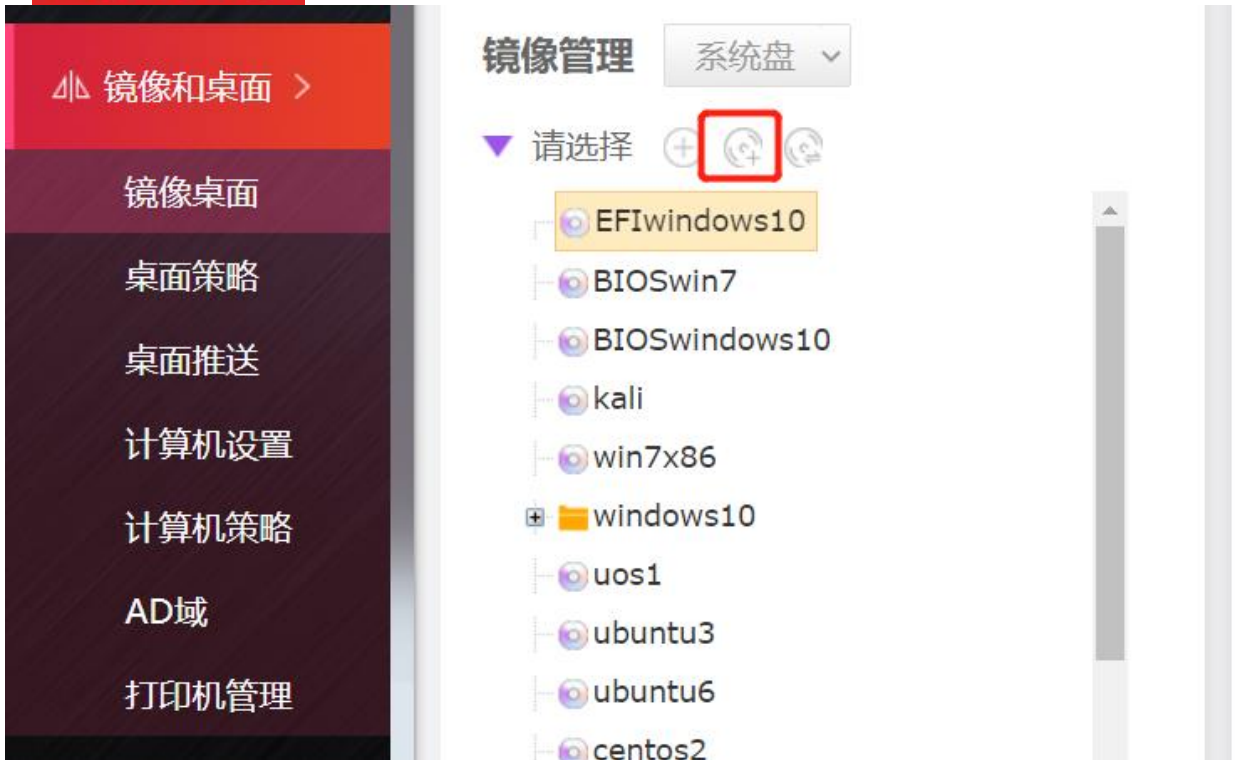 镜像和桌面
镜像桌面
桌面策略
桌面推送
计算机设置
计算机策略
AD域
打印机管理
镜像管理 系统盘
请选择
EFIwindows10
BIOSwin7
BIOSwindows10
kali
win7x86
windows10
uos1
ubuntu3
ubuntu6
centos2